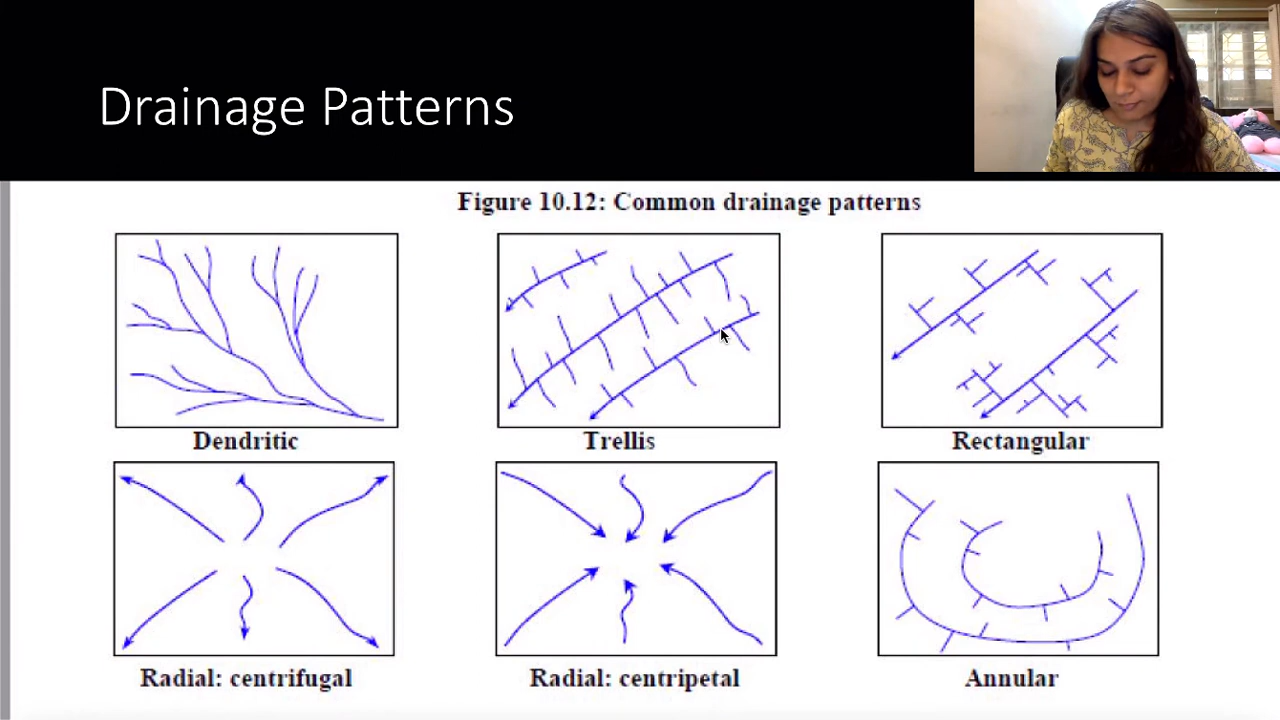 Drainage Patterns
Figure 10.12: Common drainage patterns
Dendritic
Trellis
Rectangular
Radial: centrifugal
Radial: centripetal
Annular